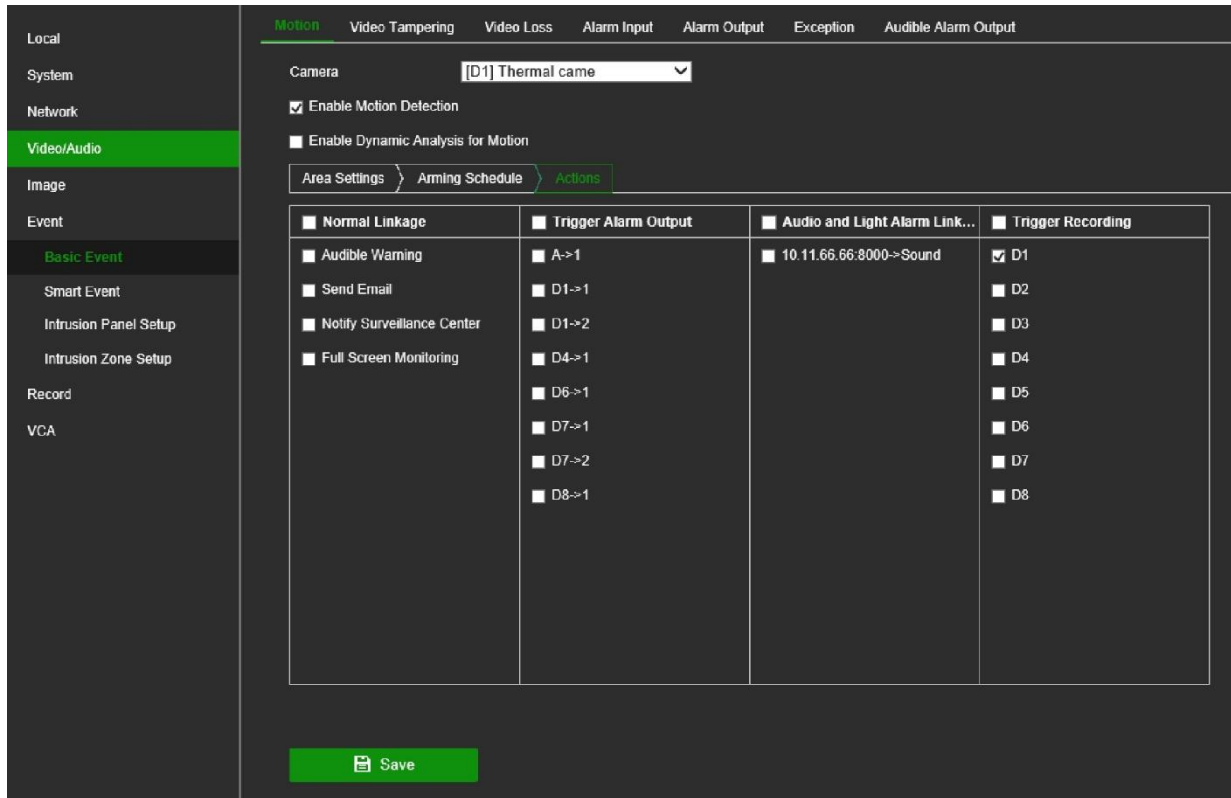 Local
System
Network
Video/Audio
Image
Event
Basic Event
Smart Event
Intrusion Panel Setup
Intrusion Zone Setup
Record
VCA
Motion Video Tampering Video Loss Alarm Input Alarm Output Exception Audible Alarm Output
Camera [D1] Thermal came
Enable Motion Detection
Enable Dynamic Analysis for Motion
Area Settings Arming Schedule Actions
Normal Linkage Trigger Alarm Output Audio and Light Alarm Link... Trigger Recording
Audible Warning A->1 10.11.66.66:8000->Sound D1
Send Email D1->1 D2
Notify Surveillance Center D1->2 D3
Full Screen Monitoring D4->1 D4
D6->1 D5
D7->1 D6
D7->2 D7
D8->1 D8
Save